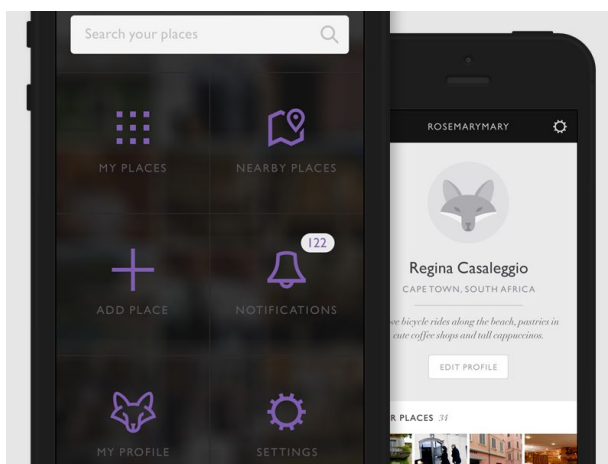 Search your places
MY PLACES
NEARBY PLACES
122
ADD PLACE
NOTIFICATIONS
MY PROFILE
SETTINGS
ROSEMARYMARY
Regina Casaleggio
CAPE TOWN, SOUTH AFRICA
bicycle rides along the beach, pastries in
cute coffee shops and tall cappuccinos.
EDIT PROFILE
PLACES 34